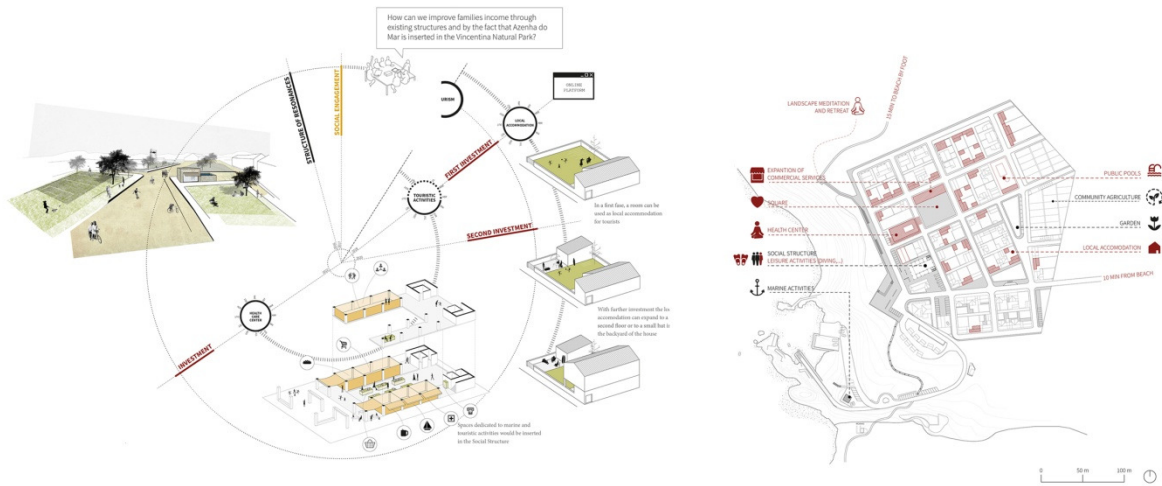 How can we improve families income through
existing structures and by the fact that Azenha do
Mar is inserted in the Vincentina Natural Park?
STRUCTURE OF RESONANCES
SOCIAL ENGAGEMENT
URISM
LOCAL
ACCOMMODATION
ONLINE
PLATFORM
FIRST INVESTMENT
TOURISTIC
ACTIVITIES
In a first fase, a room can be
used as local accommodation
for tourists
SECOND INVESTMENT
With further investment the lo
accomodation can expand to a
second floor or to a small hut in
the backyard of the house
HEALTH
CARE
CENTER
INVESTMENT
Spaces dedicated to marine and
touristic activities would be inserted
in the Social Structure
LANDSCAPE MEDITATION
AND RETREAT
15 MIN TO BEACH BY FOOT
EXPANTION OF
COMMERCIAL SERVICES
SQUARE
HEALTH CENTER
SOCIAL STRUCTURE
LEISURE ACTIVITIES (DIVING,...)
MARINE ACTIVITIES
PUBLIC POOLS
COMMUNITY AGRICULTURE
GARDEN
LOCAL ACCOMODATION
10 MIN FROM BEACH
0 50 m 100 m